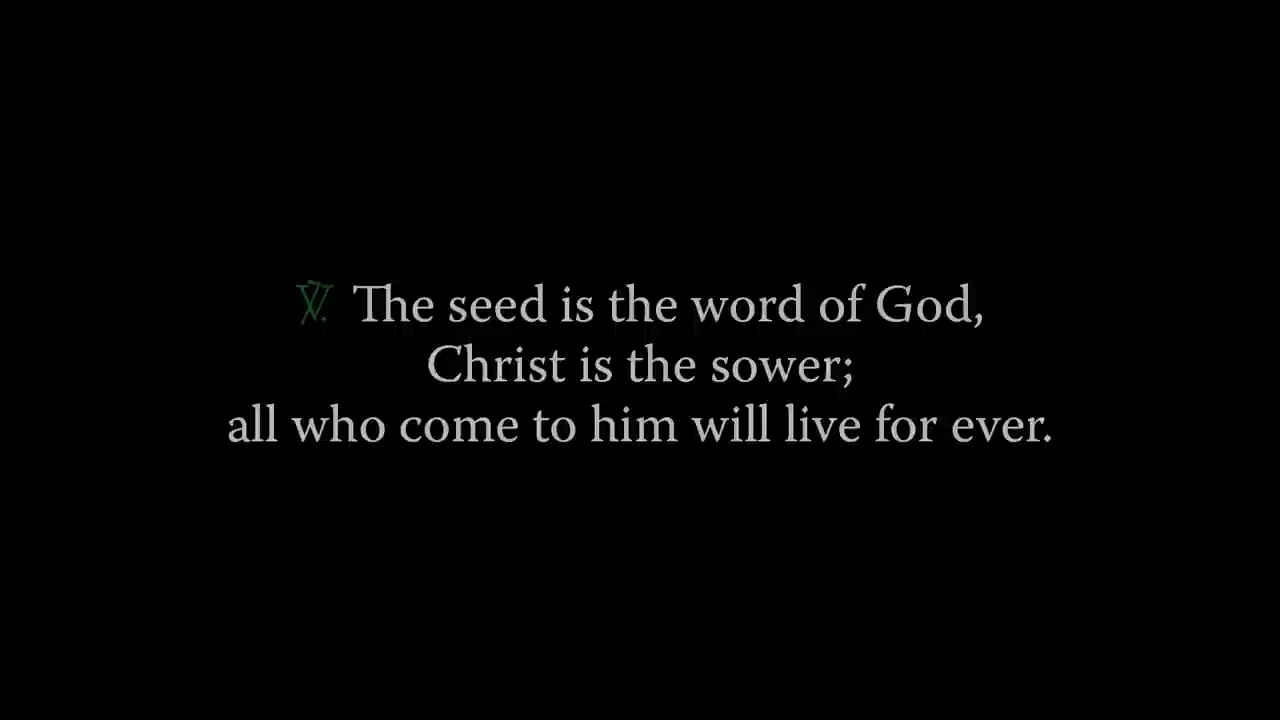 ℣. The seed is the word of God,
Christ is the sower;
all who come to him will live for ever.